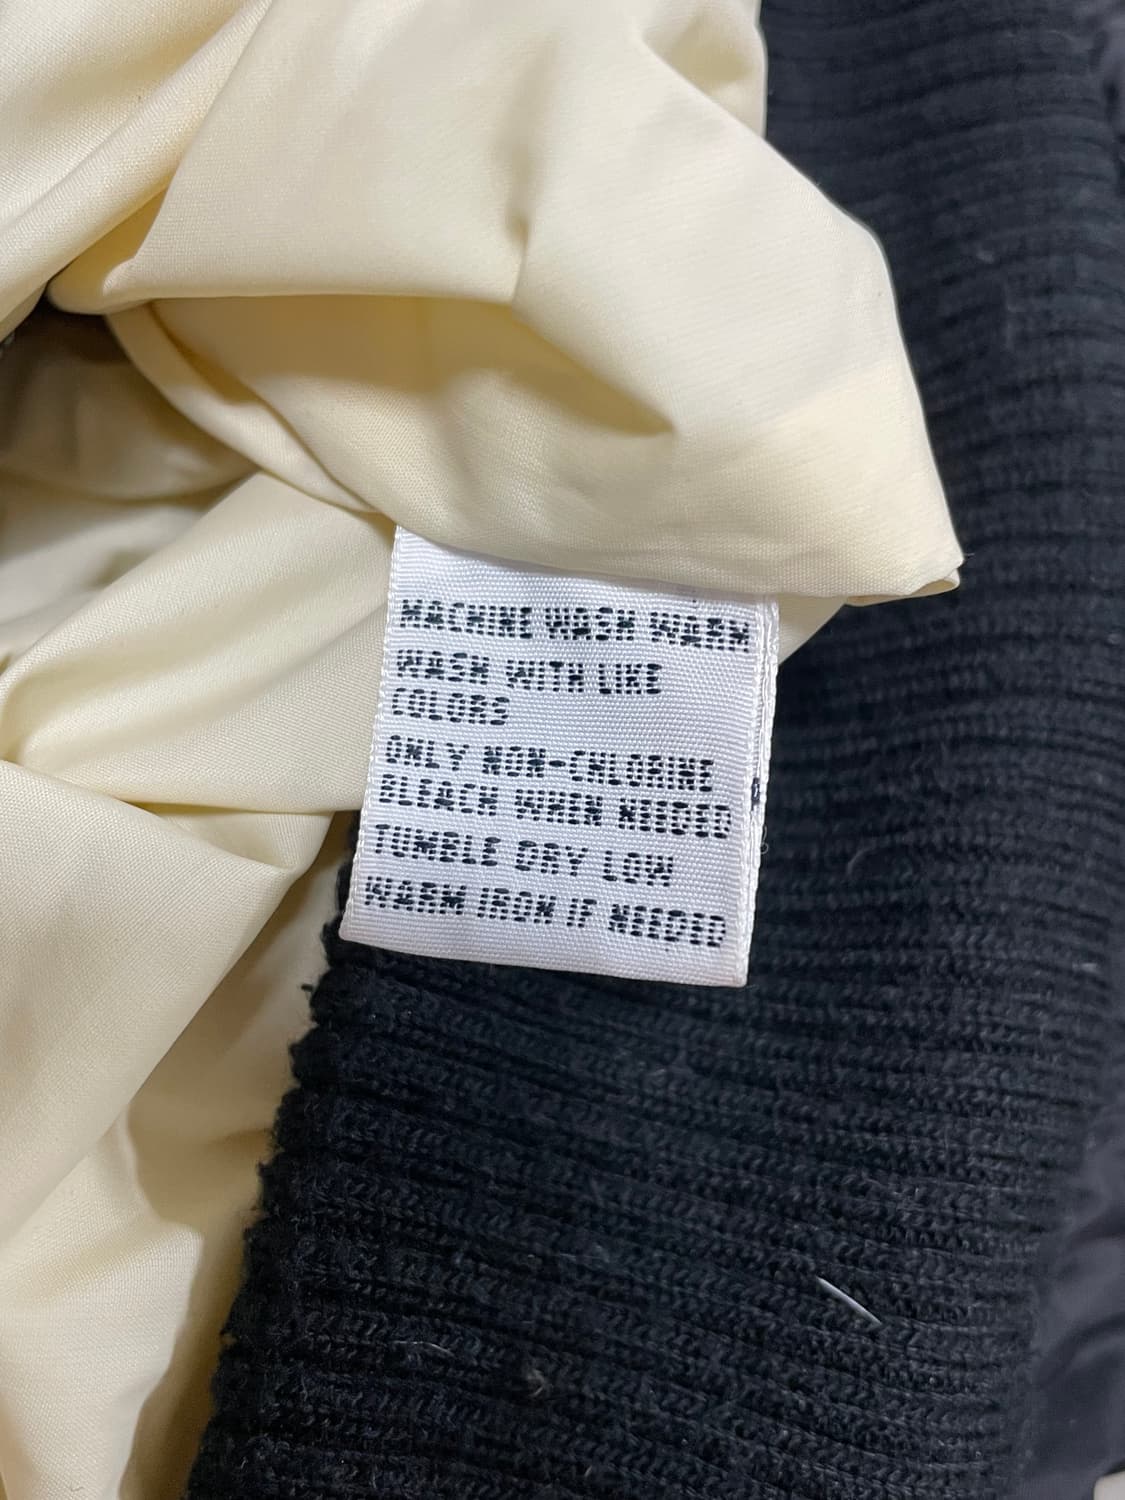 MACHINE WASH WARM
WASH WITH LIKE
COLORS
ONLY NON-CHLORINE
BLEACH WHEN NEEDED
TUMBLE DRY LOW
WARM IRON IF NEEDED